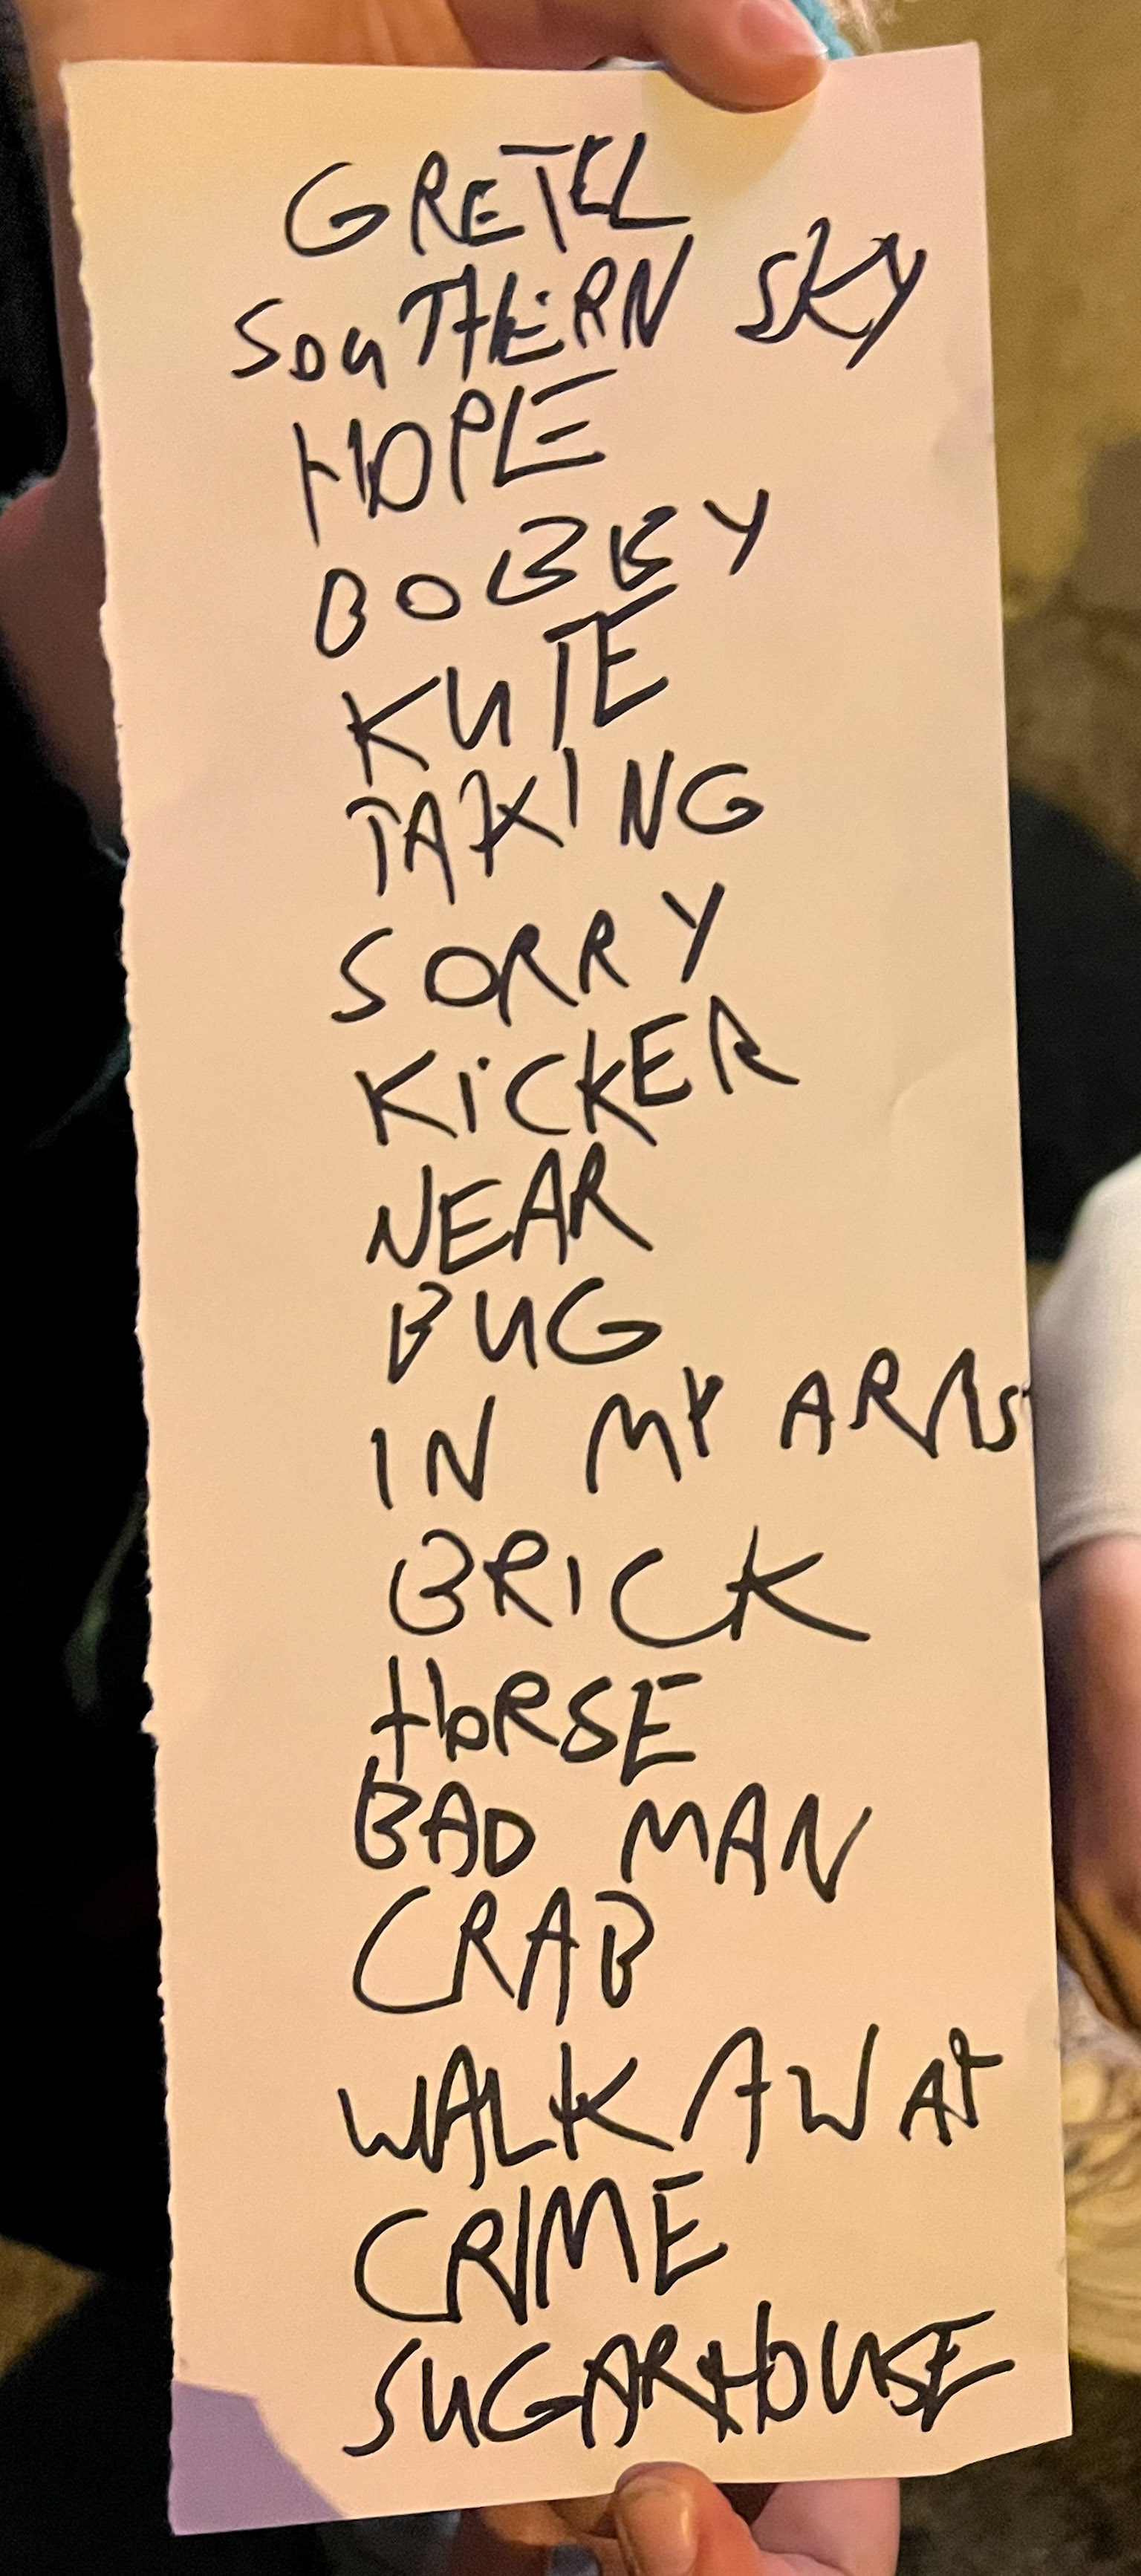 GRETEL
SOUTHERN SKY
HOPE
BOBBY
KUTE
TAKING
SORRY
KiCKER
NEAR
BUG
IN MY ARMS
BRICK
HORSE
BAD MAN
CRAB
WALK AWAY
CRIME
SUGARHOUSE